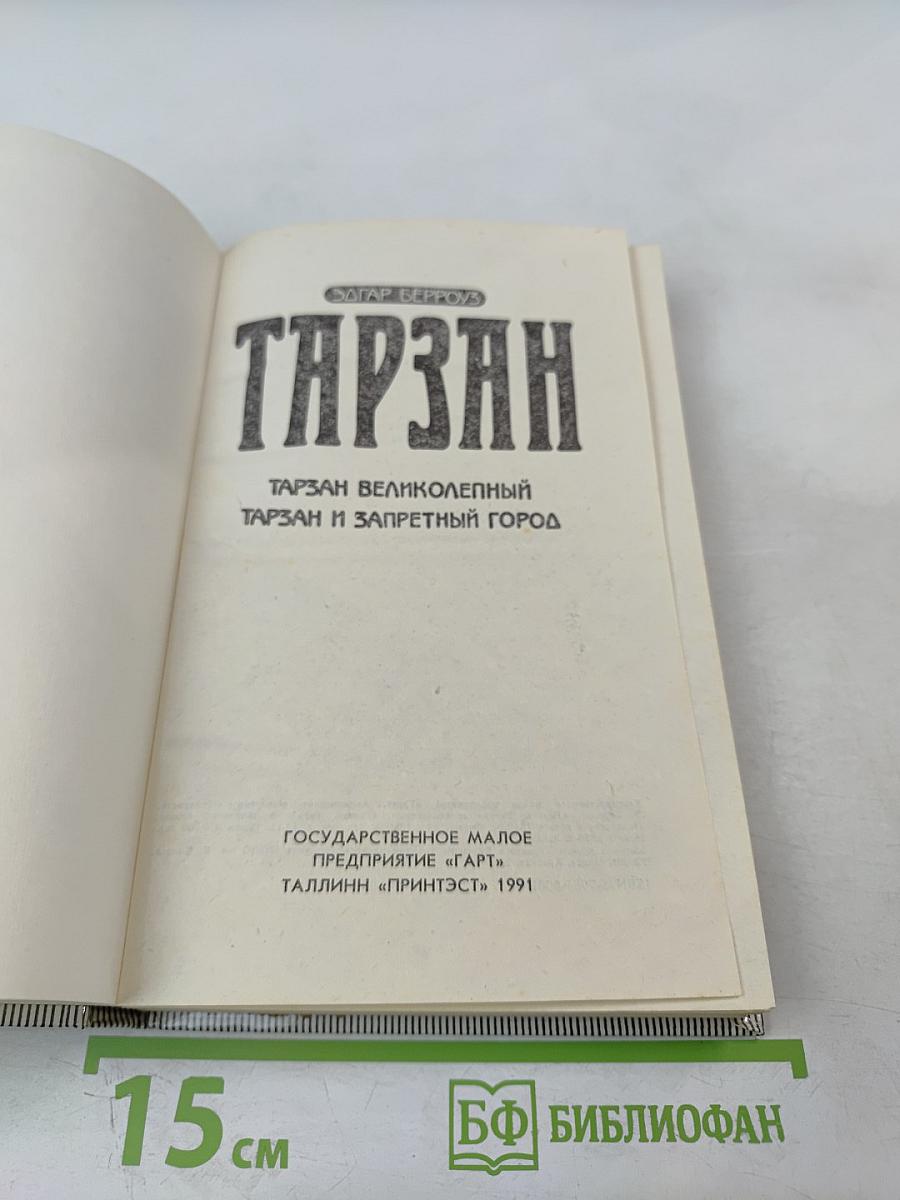 ЭДГАР БЕРРОУЗ
ТАРЗАН
ТАРЗАН ВЕЛИКОЛЕПНЫЙ
ТАРЗАН И ЗАПРЕТНЫЙ ГОРОД
ГОСУДАРСТВЕННОЕ МАЛОЕ
ПРЕДПРИЯТИЕ «ГАРТ»
ТАЛЛИНН «ПРИНТЭСТ» 1991
15 см
БФ БИБЛИОФАН